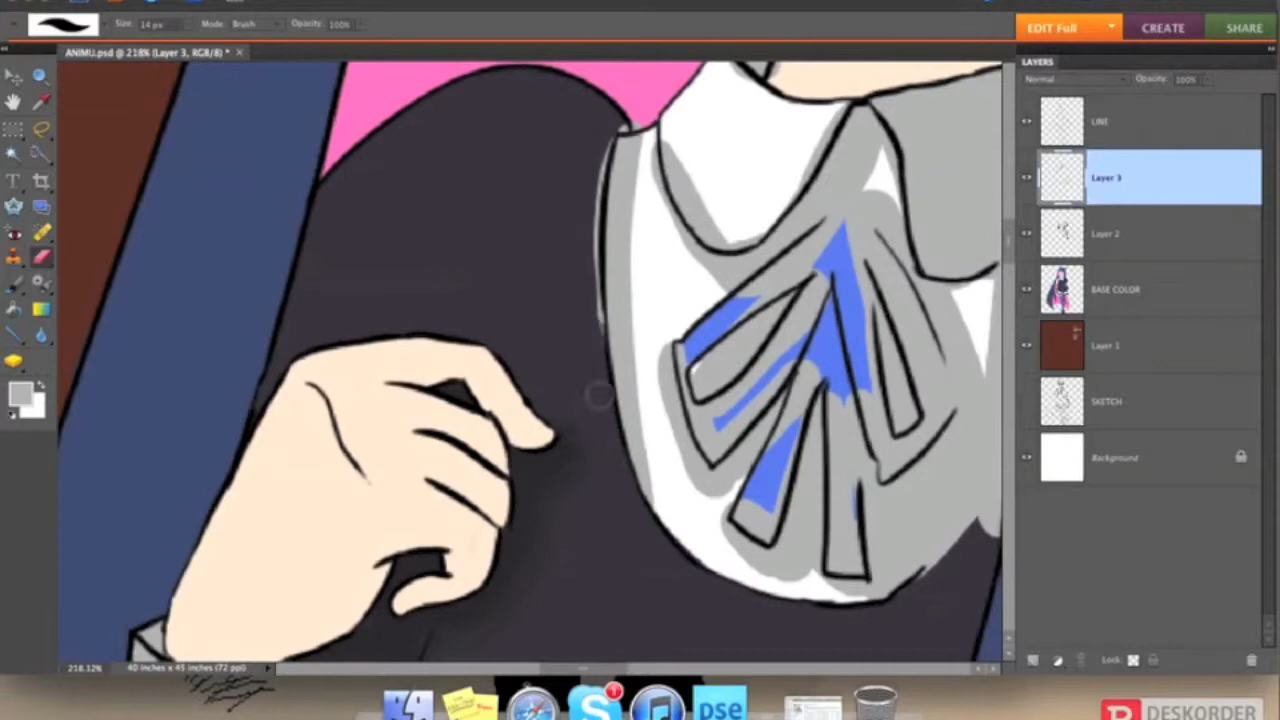 Size: 14 px Mode: Brush Opacity: 100%
EDIT Full CREATE SHARE
ANIMU.psd @ 218% (Layer 3, RGB/8) * ×
LAYERS
Normal Opacity: 100%
LINE
Layer 3
Layer 2
BASE COLOR
Layer 1
SKETCH
Background
218.12% 40 inches x 45 inches (72 ppi)
Lock:
pse
DESKORDER